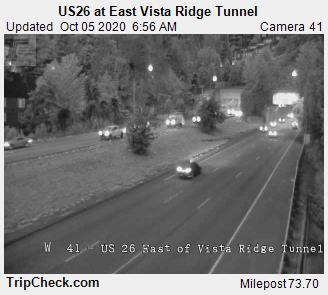 US26 at East Vista Ridge Tunnel
Updated Oct 05 2020 6:56 AM Camera 41
W 41 - US 26 East of Vista Ridge Tunnel
TripCheck.com Milepost 73.70